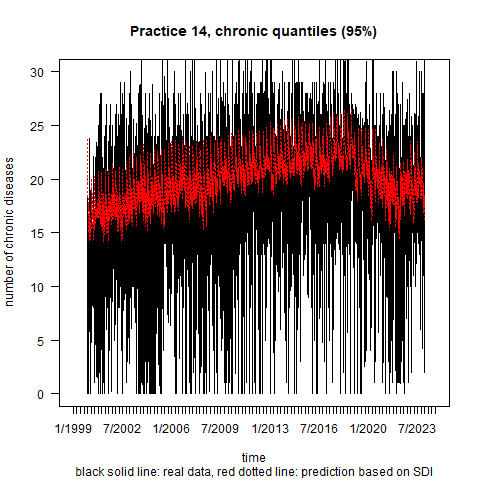 Practice 14, chronic quantiles (95%)
number of chronic diseases
30
25
20
15
10
5
0
1/1999 7/2002 1/2006 7/2009 1/2013 7/2016 1/2020 7/2023
time
black solid line: real data, red dotted line: prediction based on SDI